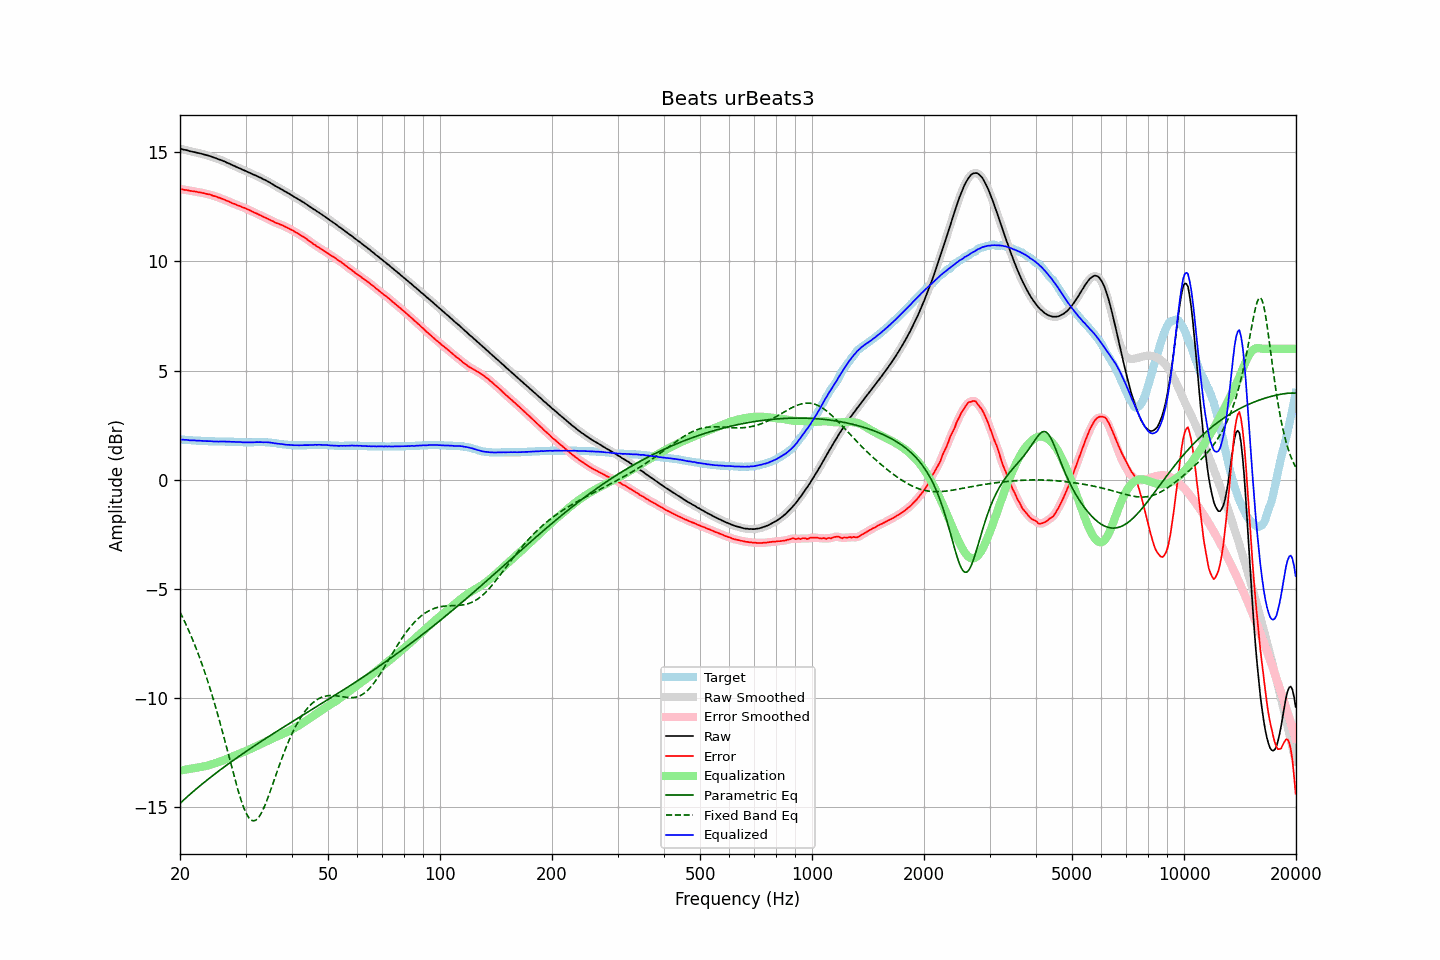 Beats urBeats3
Amplitude (dBr)
15
10
5
0
−5
−10
−15
Target
Raw Smoothed
Error Smoothed
Raw
Error
Equalization
Parametric Eq
Fixed Band Eq
Equalized
20 50 100 200 500 1000 2000 5000 10000 20000
Frequency (Hz)